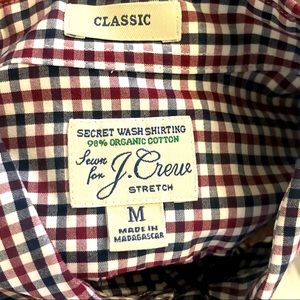 CLASSIC
SECRET WASH SHIRTING
98% ORGANIC COTTON
Sewn for J.Crew
STRETCH
M
MADE IN
MADAGASCAR